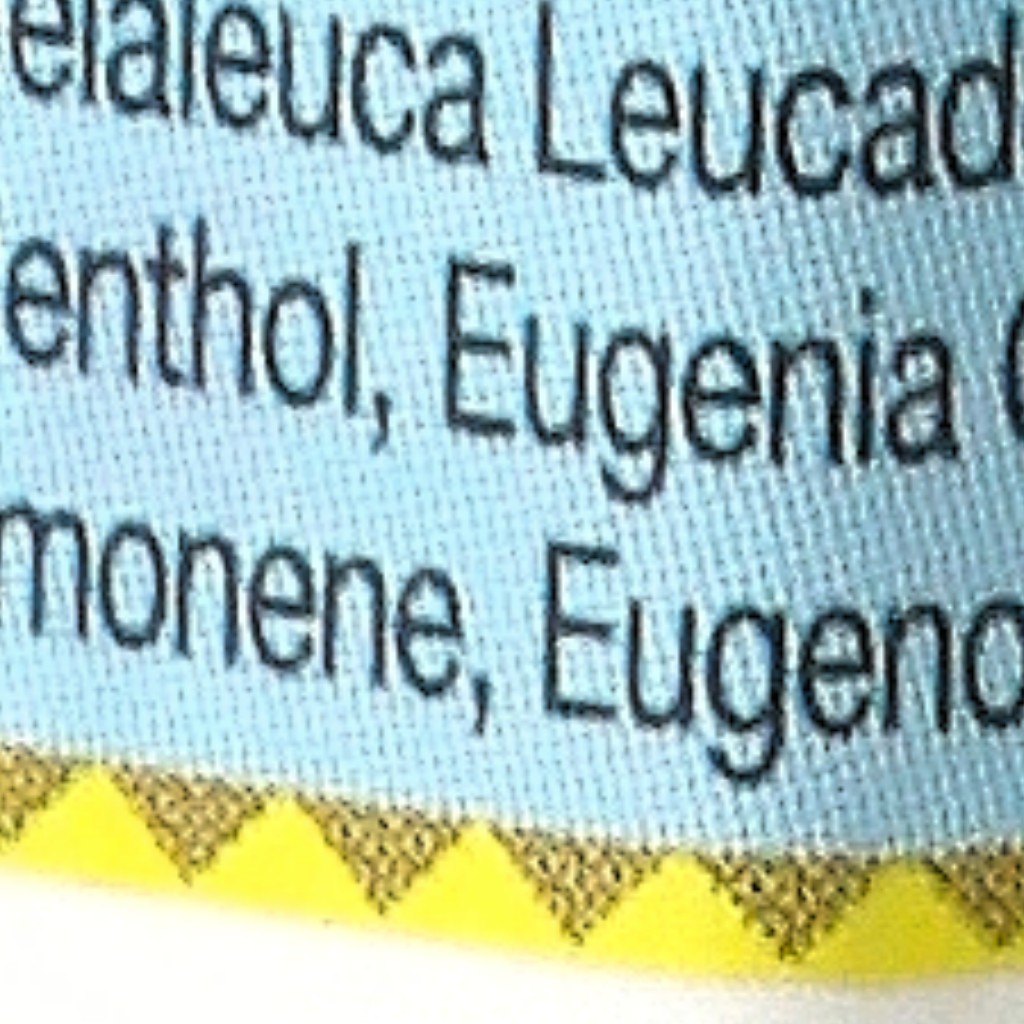 elaleuca Leucad
enthol, Eugenia
monene, Eugeno